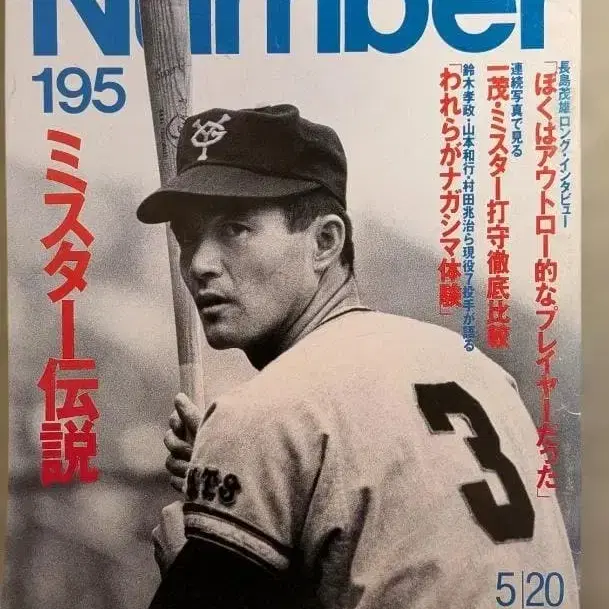 Number
195
ミスター伝説
長島茂雄ロング・インタビュー
「ぼくはアウトロー的なプレイヤーだった」
連続写真で見る
一茂・ミスター打守徹底比較
鈴木孝政・山本和行・村田兆治ら現役7投手が語る
「われらがナガシマ体験」
YG
3
5|20